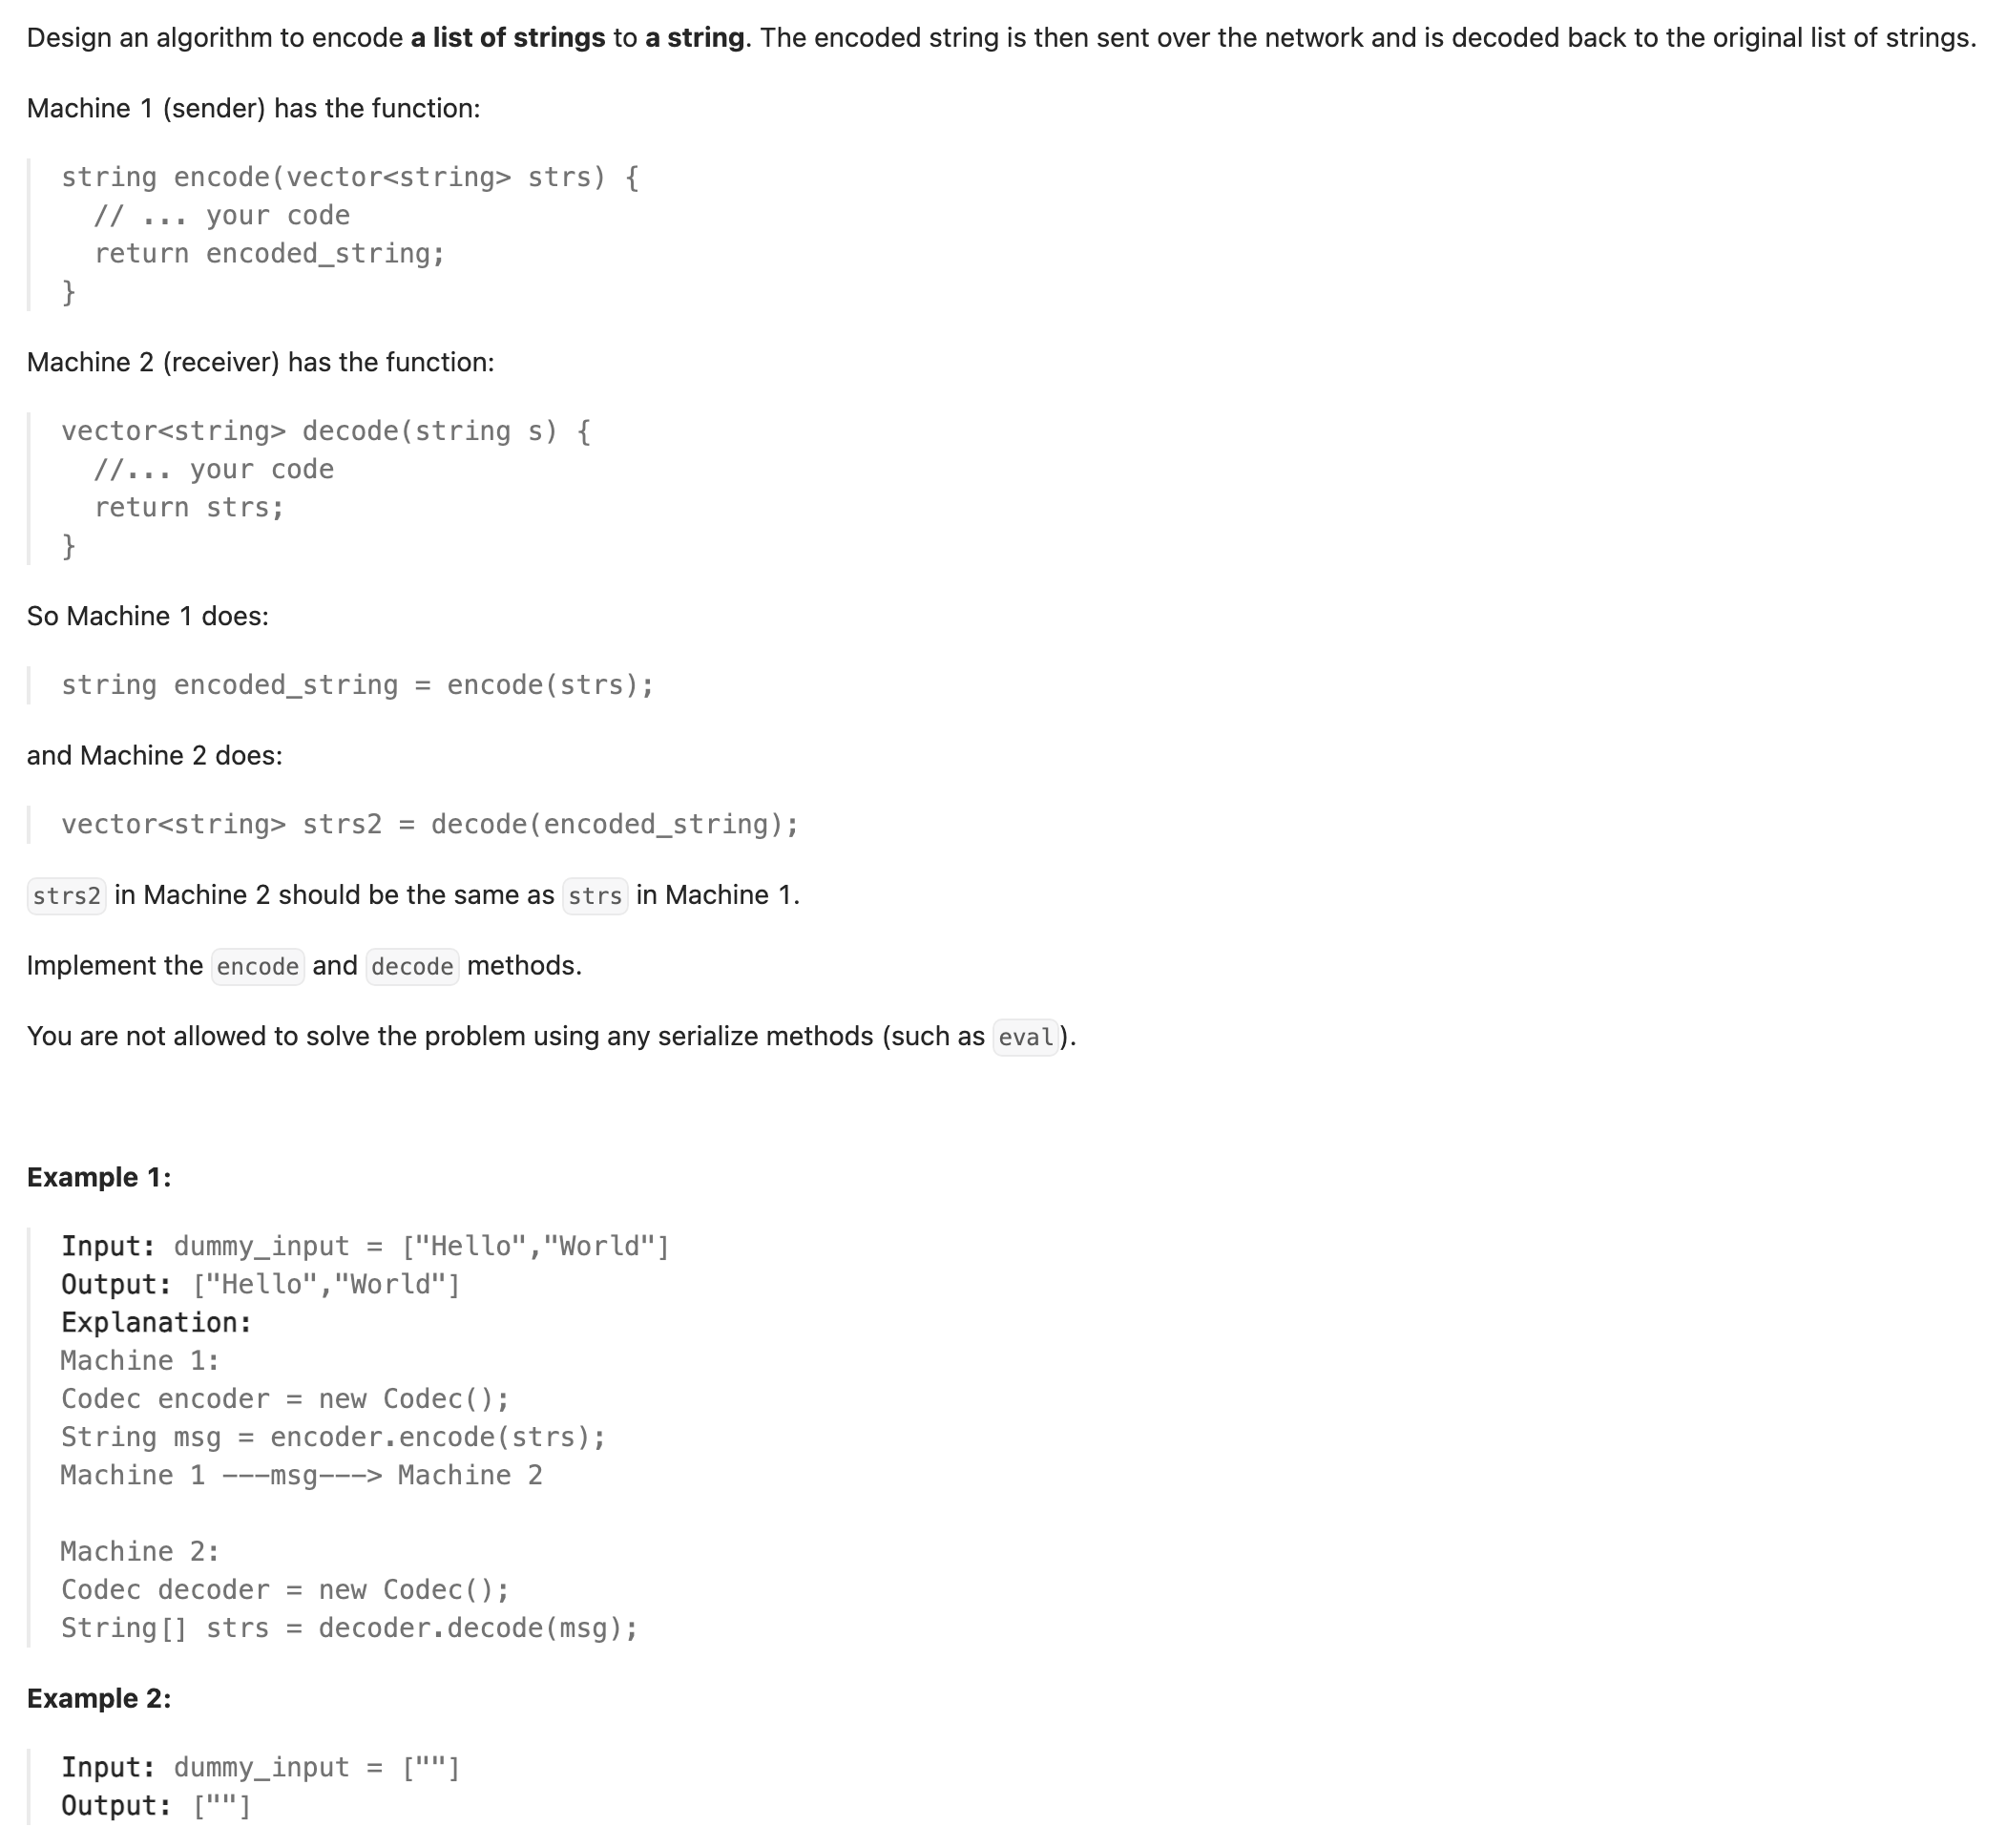 Design an algorithm to encode a list of strings to a string. The encoded string is then sent over the network and is decoded back to the original list of strings.
Machine 1 (sender) has the function:
string encode(vector<string> strs) {
  // ... your code
  return encoded_string;
}
Machine 2 (receiver) has the function:
vector<string> decode(string s) {
  //... your code
  return strs;
}
So Machine 1 does:
string encoded_string = encode(strs);
and Machine 2 does:
vector<string> strs2 = decode(encoded_string);
strs2 in Machine 2 should be the same as strs in Machine 1.
Implement the encode and decode methods.
You are not allowed to solve the problem using any serialize methods (such as eval).
Example 1:
Input: dummy_input = ["Hello","World"]
Output: ["Hello","World"]
Explanation:
Machine 1:
Codec encoder = new Codec();
String msg = encoder.encode(strs);
Machine 1 ---msg---> Machine 2
Machine 2:
Codec decoder = new Codec();
String[] strs = decoder.decode(msg);
Example 2:
Input: dummy_input = [""]
Output: [""]